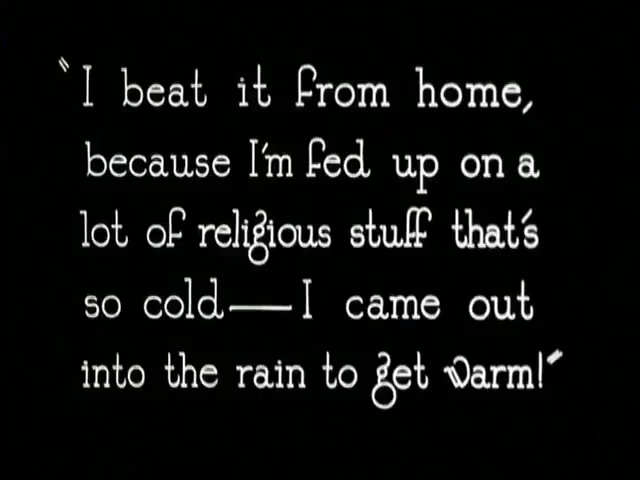 "I beat it from home,
because I'm fed up on a
lot of religious stuff that's
so cold—I came out
into the rain to get warm!"